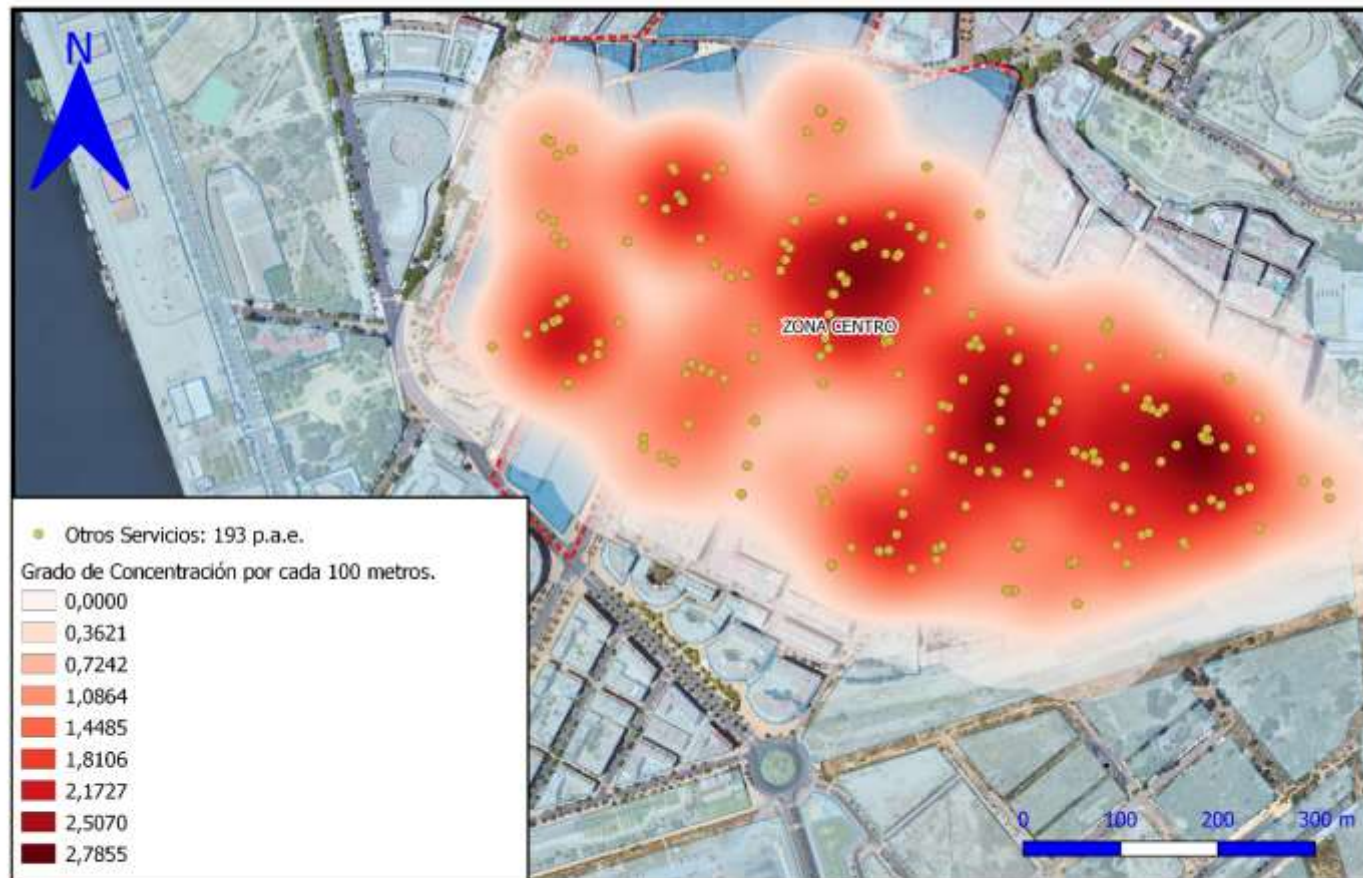 N
ZONA CENTRO
Otros Servicios: 193 p.a.e.
Grado de Concentración por cada 100 metros.
0,0000
0,3621
0,7242
1,0864
1,4485
1,8106
2,1727
2,5070
2,7855
0 100 200 300 m